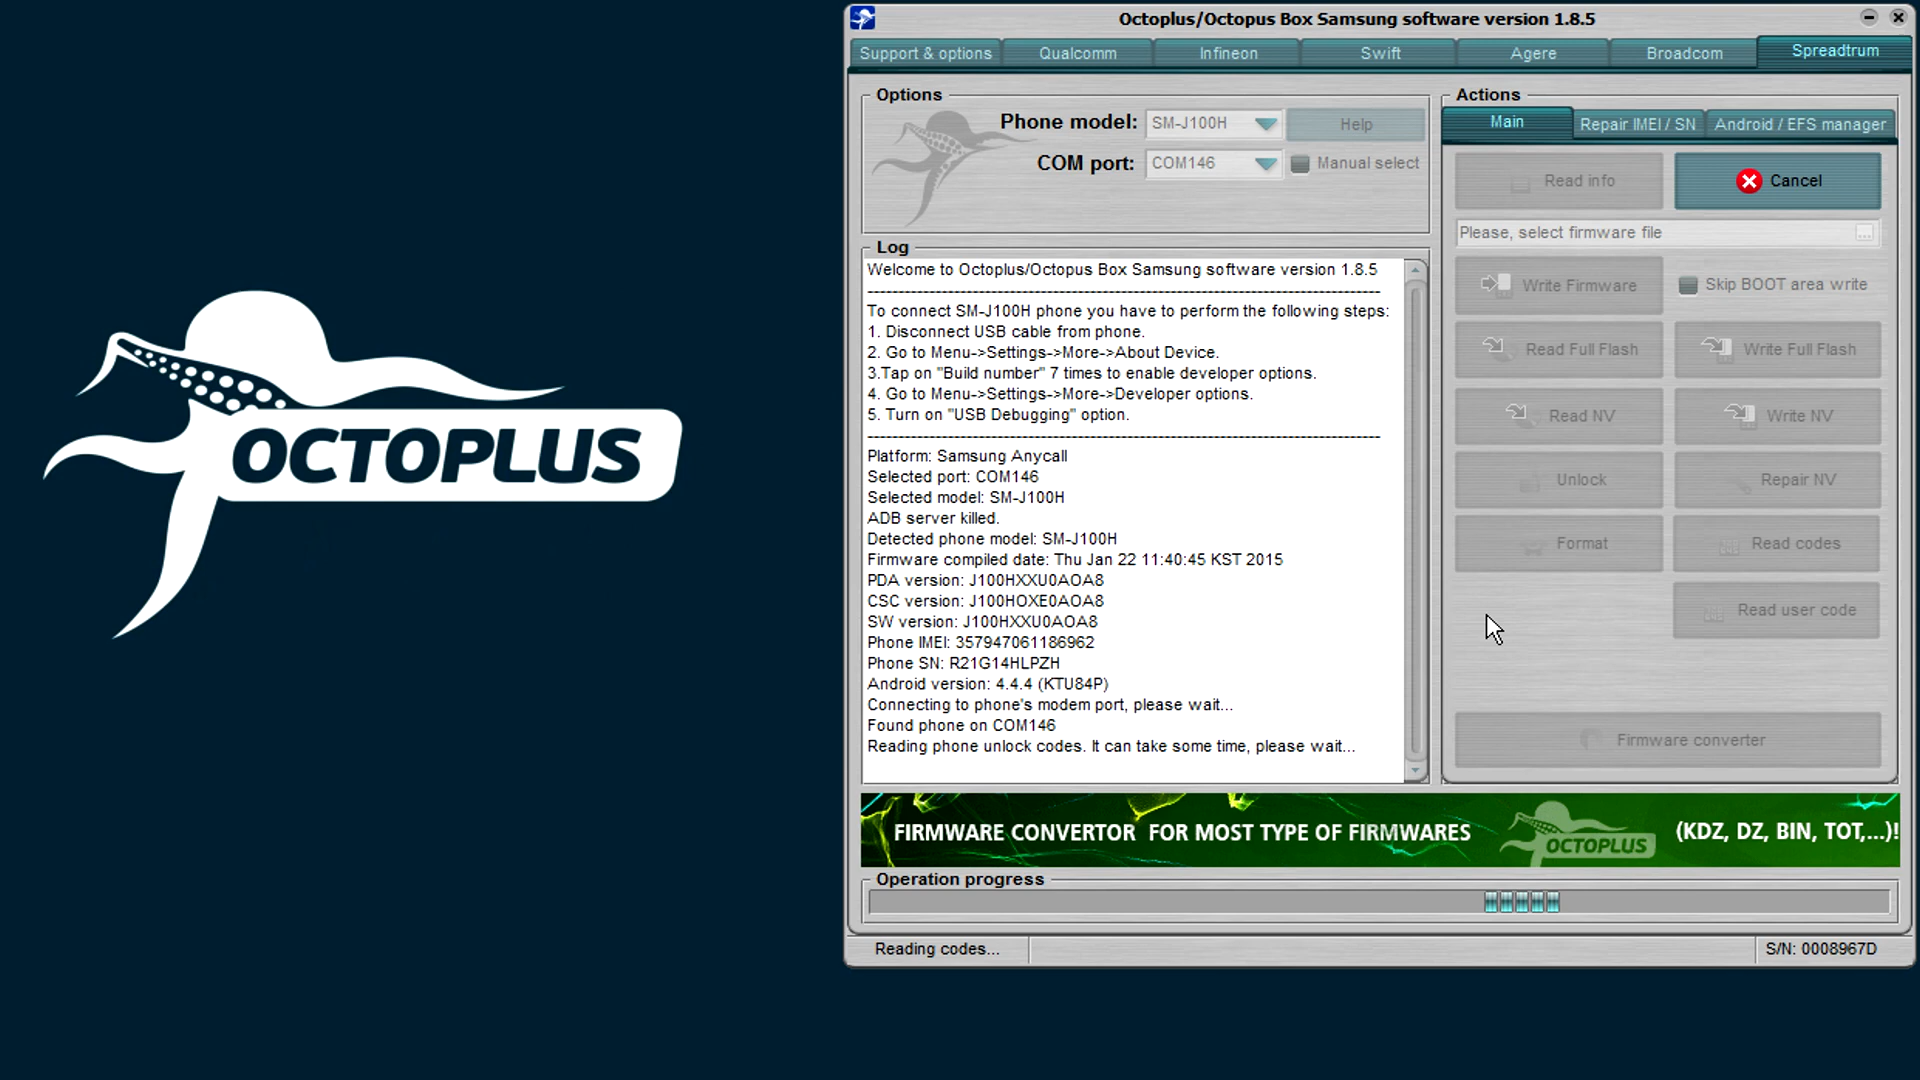 OCTOPLUS
Octoplus/Octopus Box Samsung software version 1.8.5
Support & options
Qualcomm
Infineon
Swift
Agere
Broadcom
Spreadtrum
Options
Phone model:
SM-J100H
Help
COM port:
COM146
Manual select
Log
Welcome to Octoplus/Octopus Box Samsung software version 1.8.5
--------------------------------------------------------------------------------
To connect SM-J100H phone you have to perform the following steps:
1. Disconnect USB cable from phone.
2. Go to Menu->Settings->More->About Device.
3.Tap on "Build number" 7 times to enable developer options.
4. Go to Menu->Settings->More->Developer options.
5. Turn on "USB Debugging" option.
--------------------------------------------------------------------------------
Platform: Samsung Anycall
Selected port: COM146
Selected model: SM-J100H
ADB server killed.
Detected phone model: SM-J100H
Firmware compiled date: Thu Jan 22 11:40:45 KST 2015
PDA version: J100HXXU0AOA8
CSC version: J100HOXE0AOA8
SW version: J100HXXU0AOA8
Phone IMEI: 357947061186962
Phone SN: R21G14HLPZH
Android version: 4.4.4 (KTU84P)
Connecting to phone's modem port, please wait...
Found phone on COM146
Reading phone unlock codes. It can take some time, please wait...
Actions
Main
Repair IMEI / SN
Android / EFS manager
Read info
Cancel
Please, select firmware file
...
Write Firmware
Skip BOOT area write
Read Full Flash
Write Full Flash
Read NV
Write NV
Unlock
Repair NV
Format
Read codes
Read user code
Firmware converter
FIRMWARE CONVERTOR FOR MOST TYPE OF FIRMWARES
OCTOPLUS
(KDZ, DZ, BIN, TOT,...)!
Operation progress
Reading codes...
S/N: 0008967D